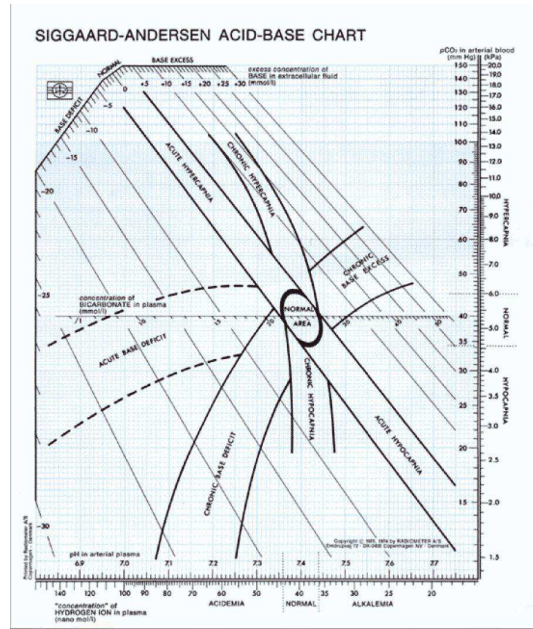 SIGGAARD-ANDERSEN ACID-BASE CHART
pCO₂ in arterial blood
(mm Hg) (kPa)
BASE EXCESS
NORMAL
BASE DEFICIT
excess concentration of
BASE in extracellular fluid
(mmol/l)
0 +5 +10 +15 +20 +25 +30
-5
-10
-15
-20
-25
-30
150 20.0
140 19.0
18.0
130 17.0
120 16.0
110 15.0
14.0
100 13.0
90 12.0
11.0
80
10.0
70 9.0
60 8.0
7.0
50
6.0
40
5.0
35
30 4.0
3.5
25
3.0
20
2.5
15 2.0
1.5
HYPERCAPNIA
NORMAL
HYPOCAPNIA
ACUTE HYPERCAPNIA
CHRONIC HYPERCAPNIA
CHRONIC
BASE EXCESS
concentration of
BICARBONATE in plasma
(mmol/l)
NORMAL
AREA
ACUTE BASE DEFICIT
CHRONIC BASE DEFICIT
CHRONIC HYPOCAPNIA
ACUTE HYPOCAPNIA
Printed by Radiometer A/S
Copenhagen - Denmark
pH in arterial plasma
6.9 7.0 7.1 7.2 7.3 7.4 7.5 7.6 7.7
140 120 100 90 80 70 60 50 40 30 20
"concentration" of
HYDROGEN ION in plasma
(nano mol/l)
ACIDEMIA NORMAL ALKALEMIA